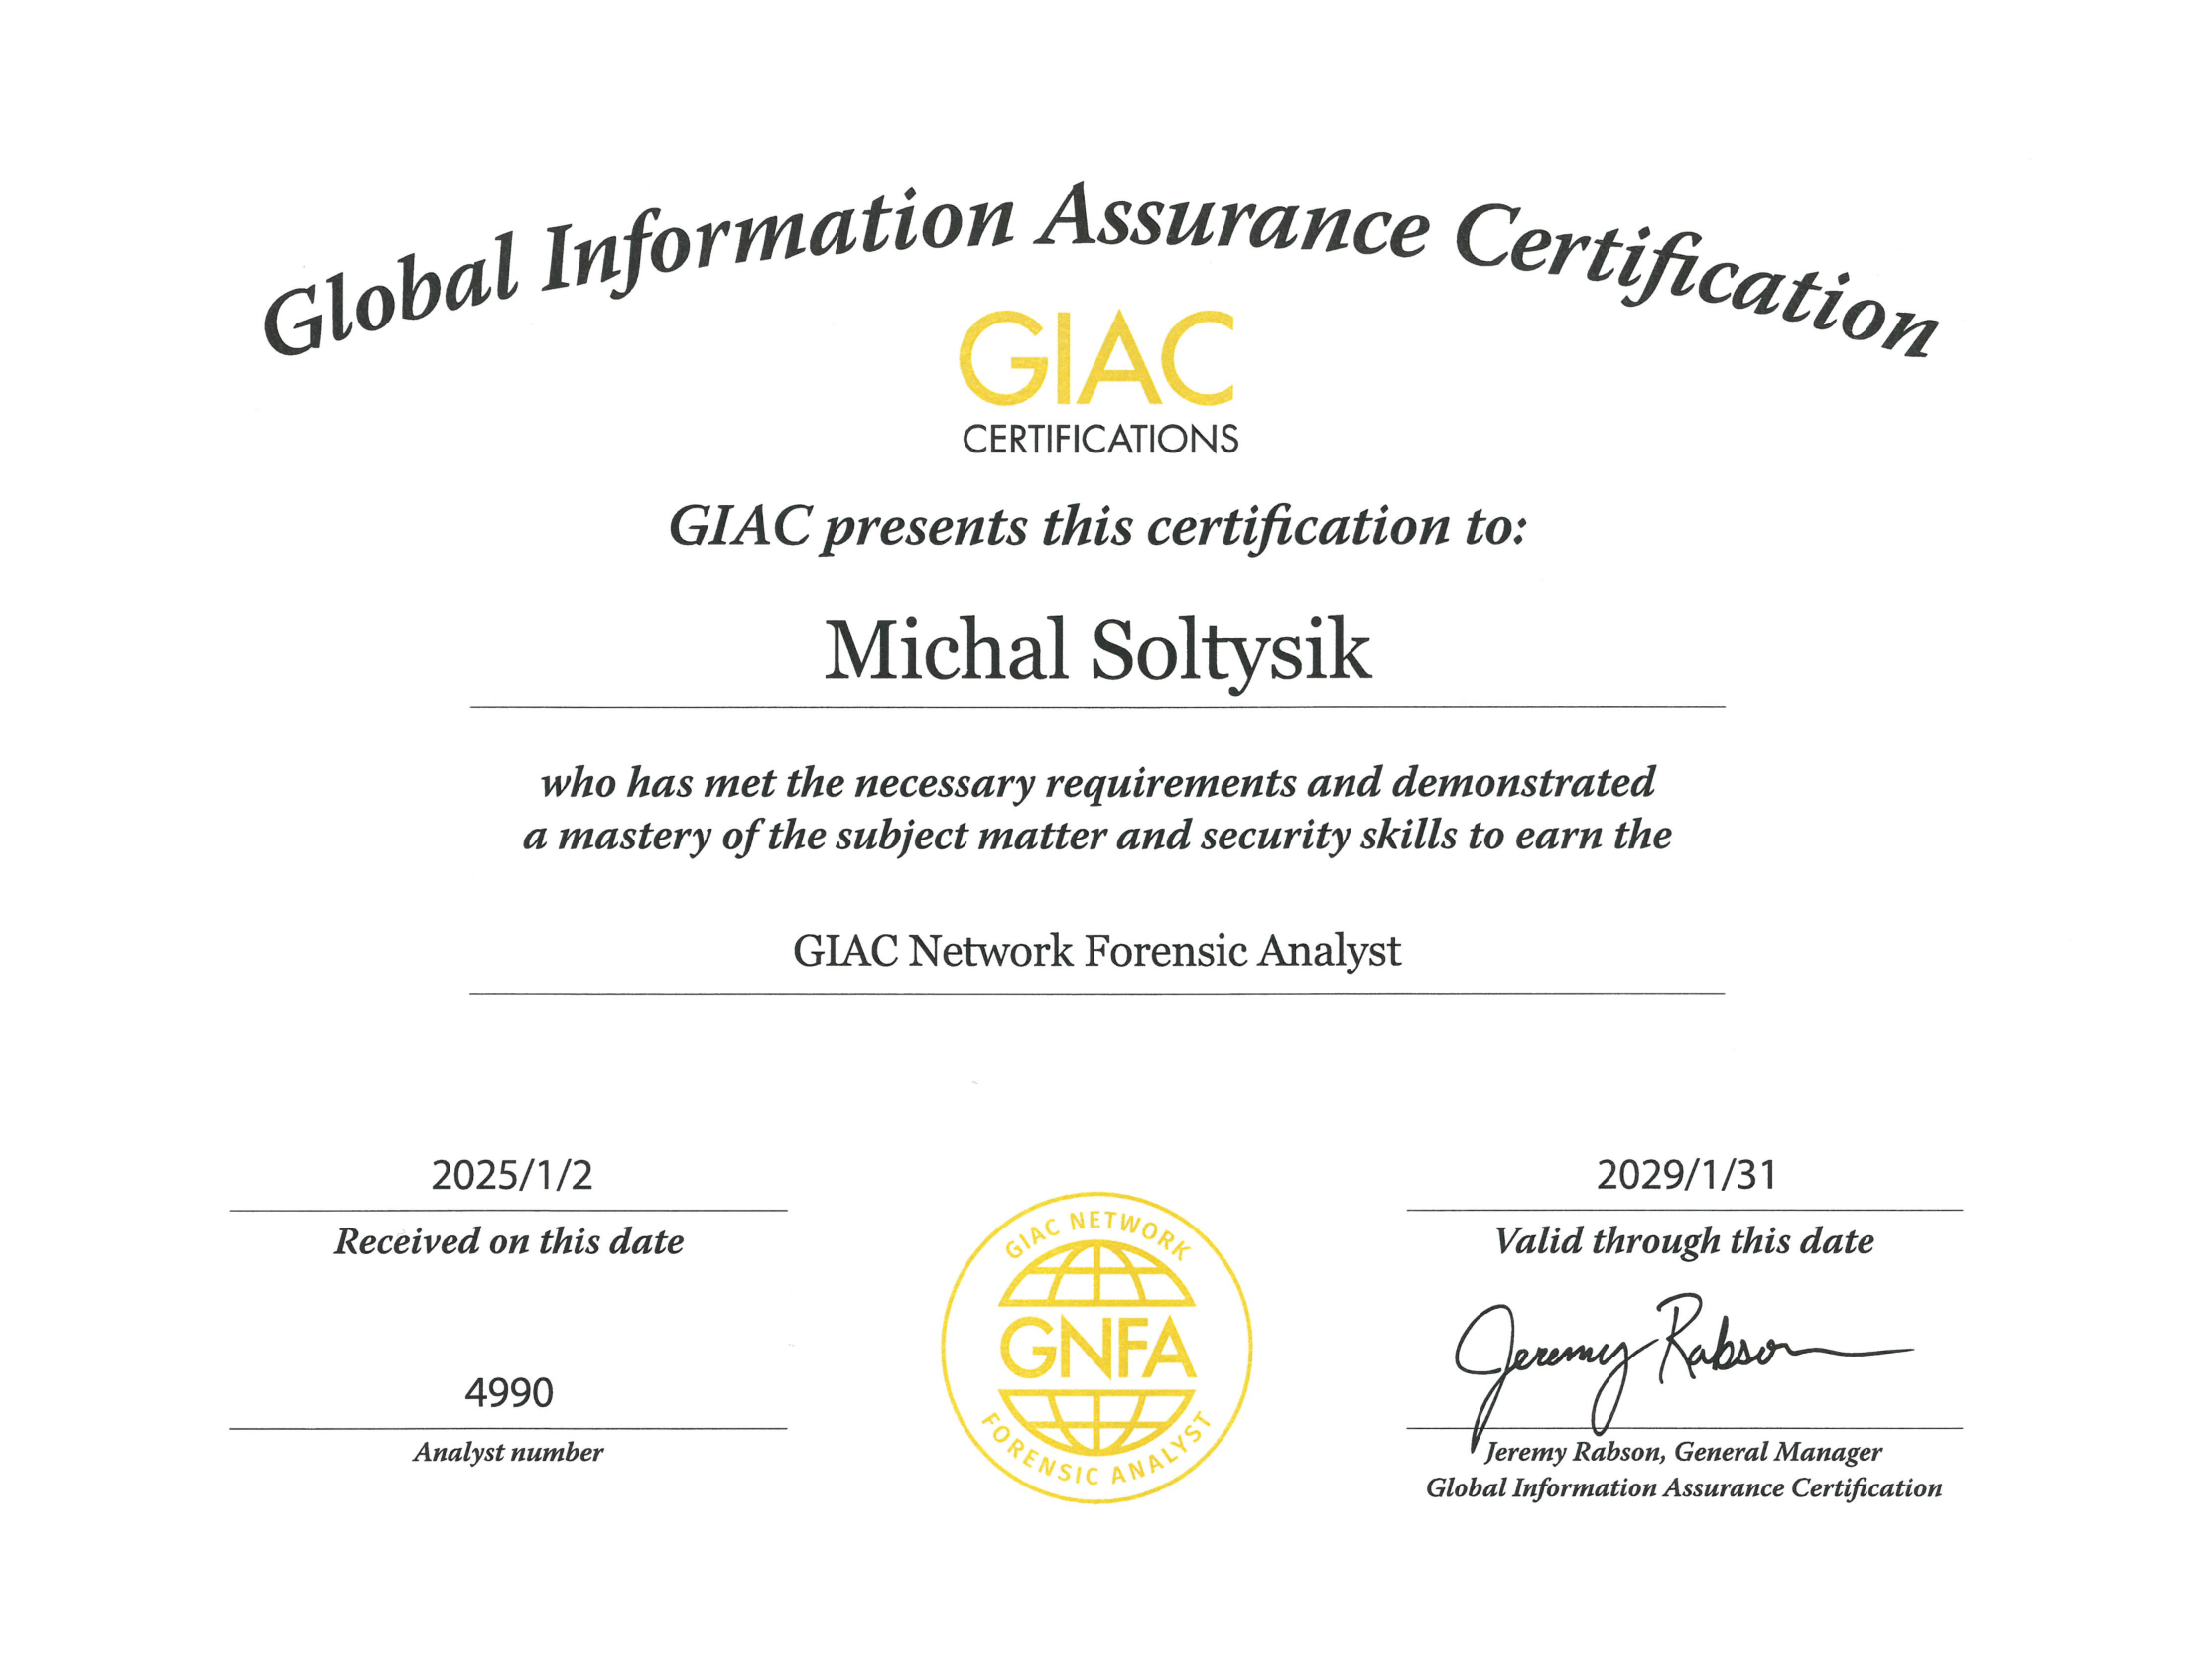 Global Information Assurance Certification
GIAC
CERTIFICATIONS
GIAC presents this certification to:
Michal Soltysik
who has met the necessary requirements and demonstrated
a mastery of the subject matter and security skills to earn the
GIAC Network Forensic Analyst
2025/1/2
Received on this date
4990
Analyst number
GIAC NETWORK
GNFA
FORENSIC ANALYST
2029/1/31
Valid through this date
Jeremy Rabson
Jeremy Rabson, General Manager
Global Information Assurance Certification